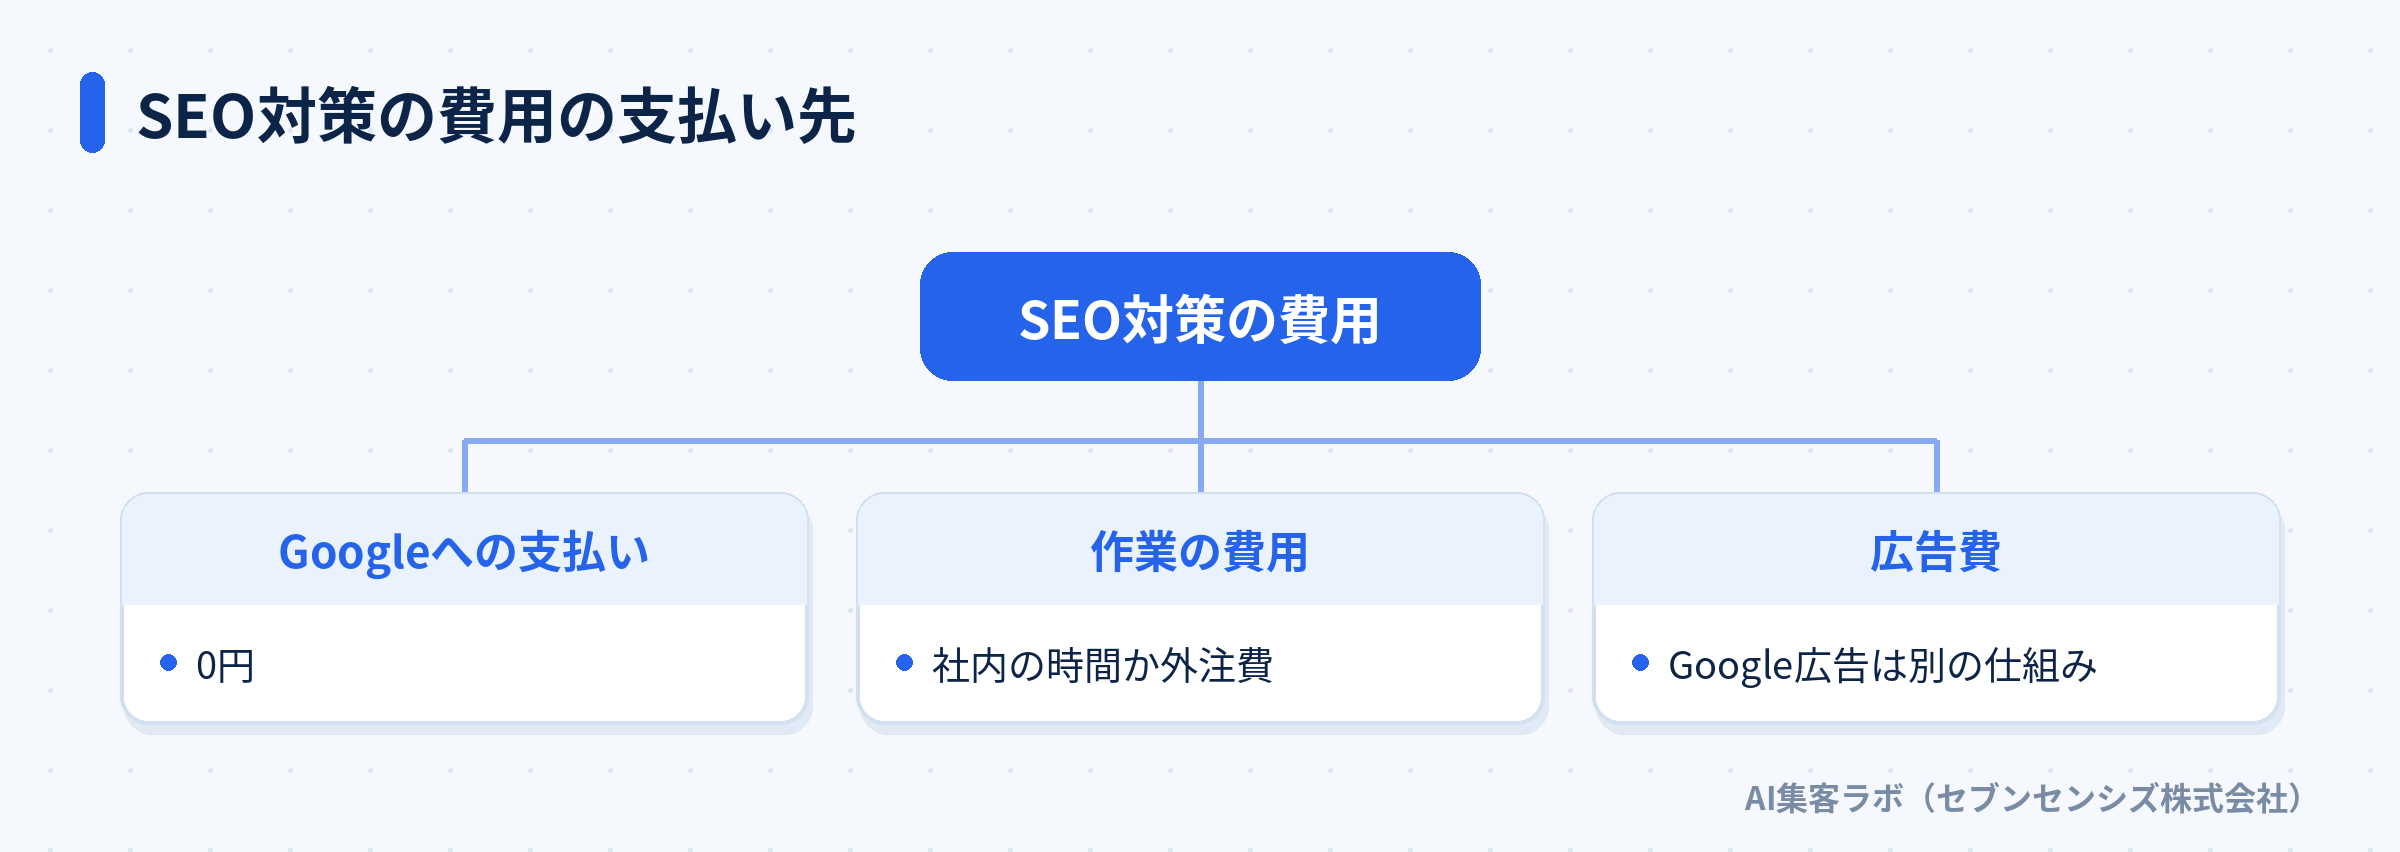 SEO対策の費用の支払い先
SEO対策の費用
Googleへの支払い
0円
作業の費用
社内の時間か外注費
広告費
Google広告は別の仕組み
AI集客ラボ（セブンセンシズ株式会社）